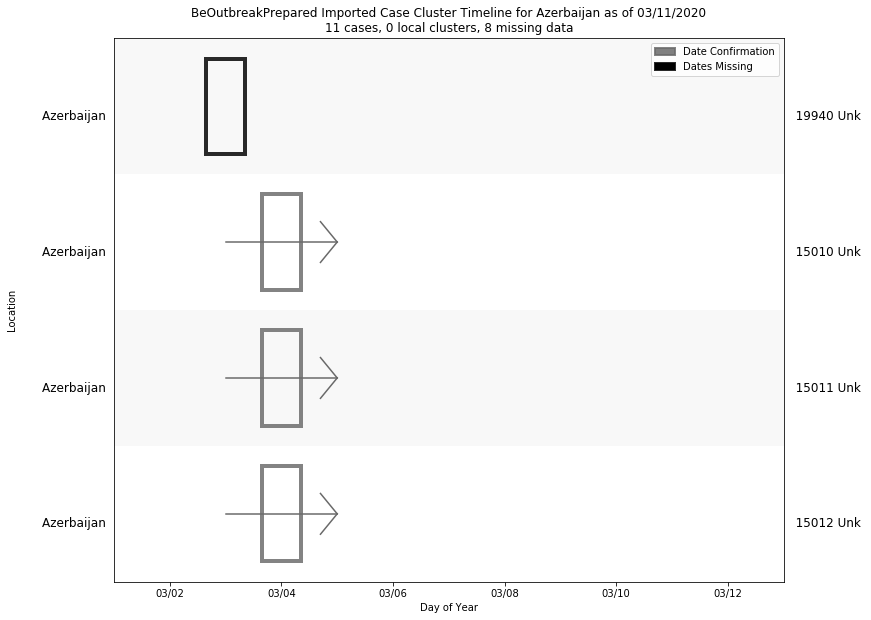 BeOutbreakPrepared Imported Case Cluster Timeline for Azerbaijan as of 03/11/2020
11 cases, 0 local clusters, 8 missing data
Date Confirmation
Dates Missing
Azerbaijan
19940 Unk
Azerbaijan
15010 Unk
Location
Azerbaijan
15011 Unk
Azerbaijan
15012 Unk
03/02
03/04
03/06
03/08
03/10
03/12
Day of Year